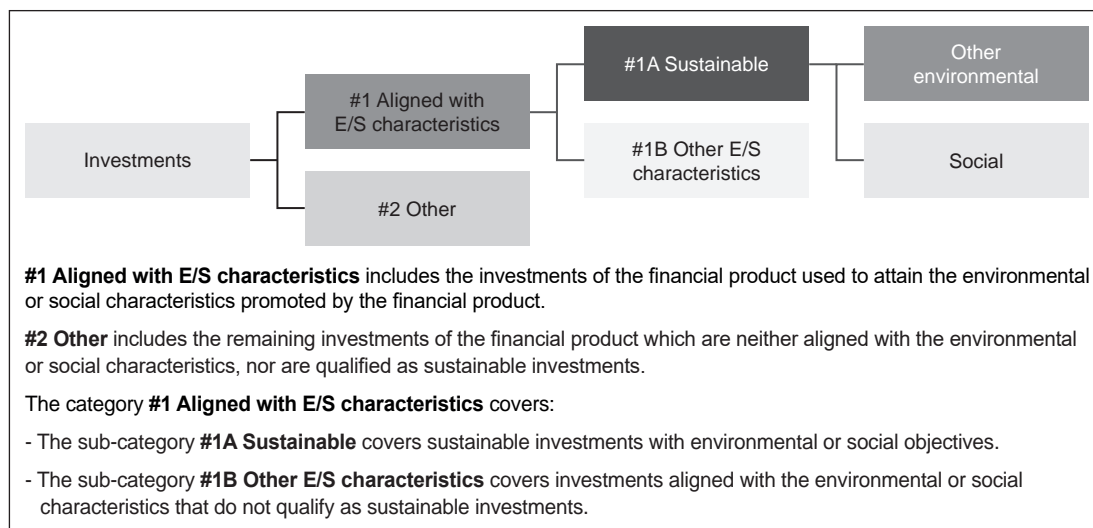 #1A Sustainable
Other
environmental
#1 Aligned with
E/S characteristics
Investments
#1B Other E/S
characteristics
Social
#2 Other
#1 Aligned with E/S characteristics includes the investments of the financial product used to attain the environmental
or social characteristics promoted by the financial product.
#2 Other includes the remaining investments of the financial product which are neither aligned with the environmental
or social characteristics, nor are qualified as sustainable investments.
The category #1 Aligned with E/S characteristics covers:
- The sub-category #1A Sustainable covers sustainable investments with environmental or social objectives.
- The sub-category #1B Other E/S characteristics covers investments aligned with the environmental or social
characteristics that do not qualify as sustainable investments.